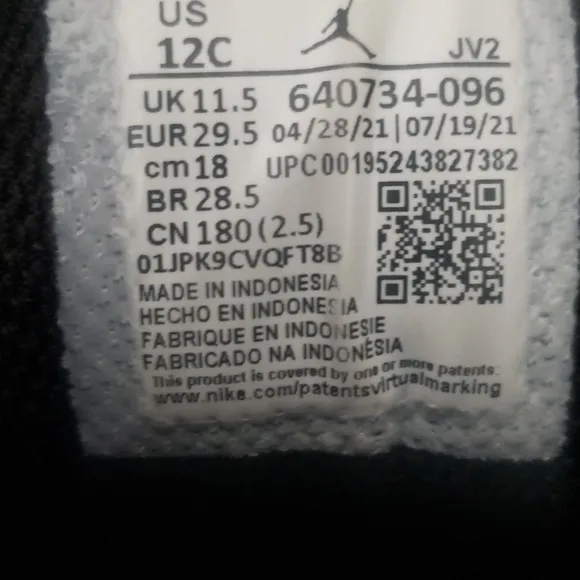 US
12C
JV2
UK 11.5 640734-096
EUR 29.5 04/28/21|07/19/21
cm 18 UPC00195243827382
BR 28.5
CN 180 (2.5)
01JPK9CVQFT8B
MADE IN INDONESIA
HECHO EN INDONESIA
FABRIQUE EN INDONESIE
FABRICADO NA INDONÉSIA
This product is covered by one or more patents:
www.nike.com/patentsvirtualmarking